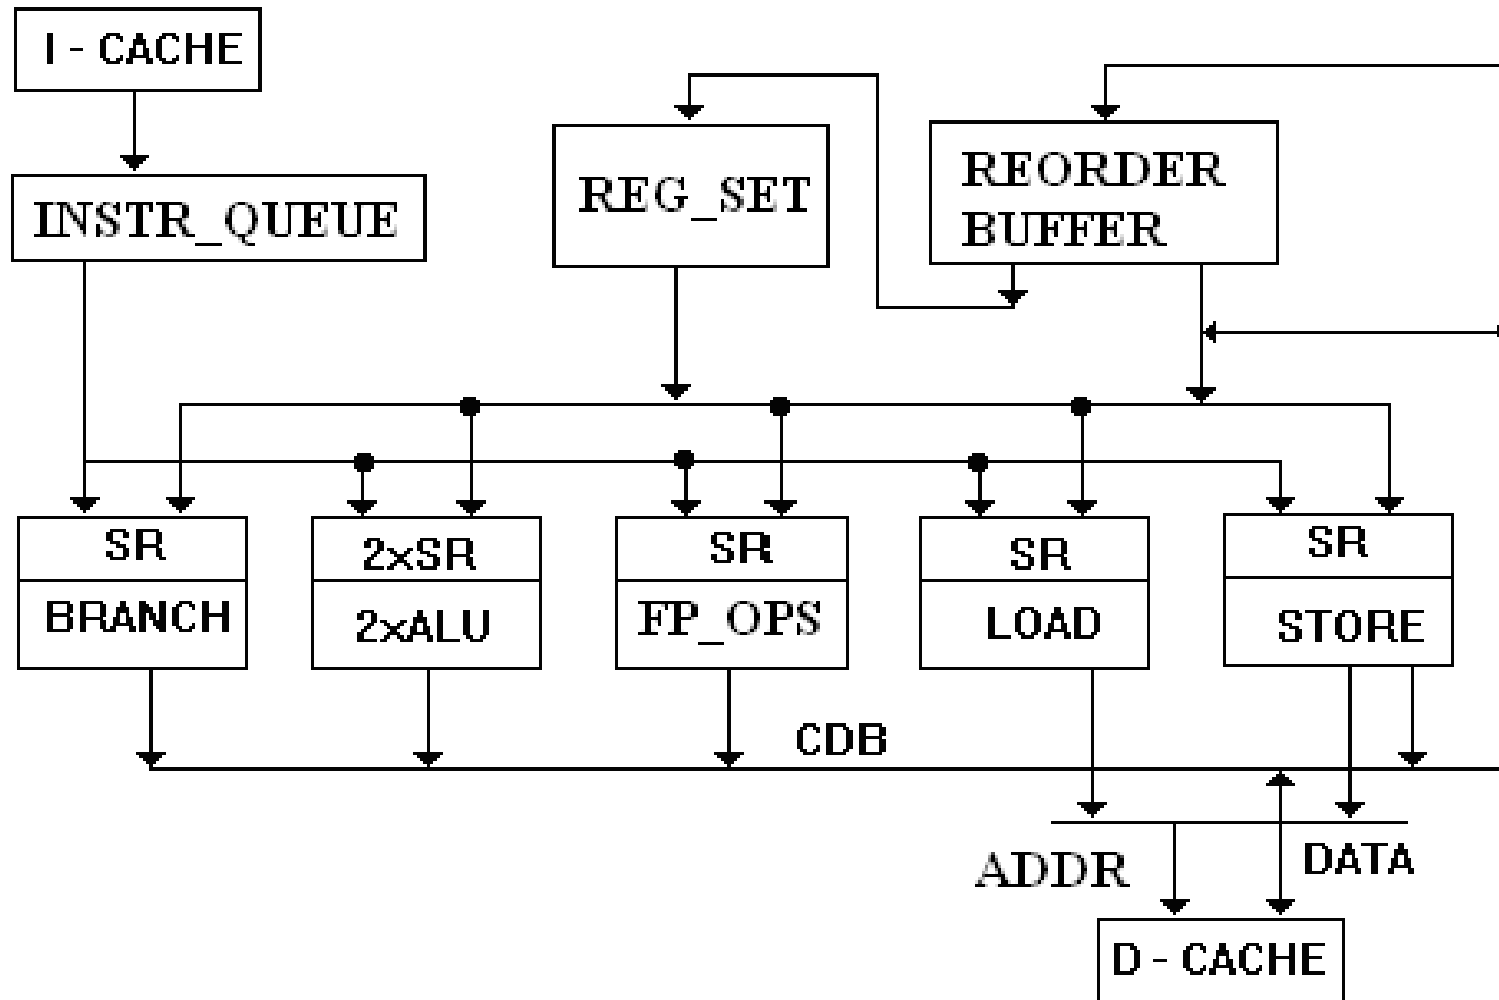 I - CACHE
INSTR_QUEUE
REG_SET
REORDER
BUFFER
SR
BRANCH
2xSR
2xALU
SR
FP_OPS
SR
LOAD
SR
STORE
CDB
ADDR
DATA
D - CACHE